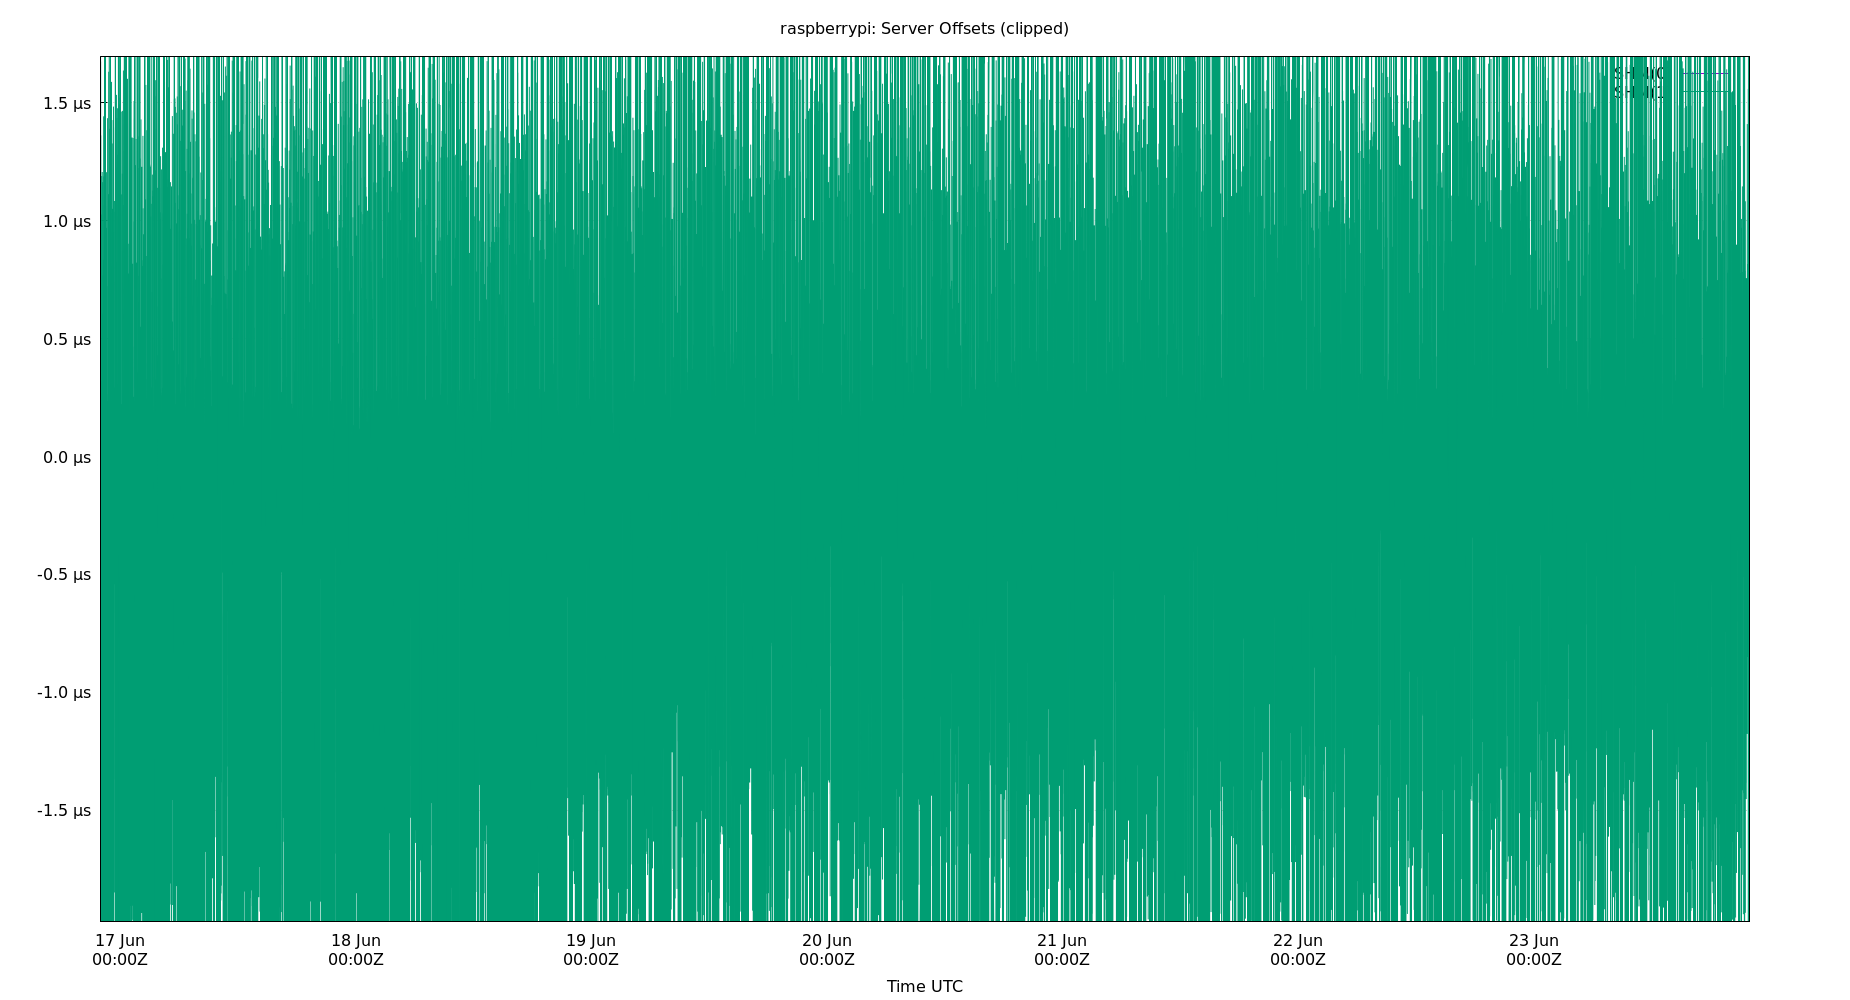 raspberrypi: Server Offsets (clipped)
1.5 µs
1.0 µs
0.5 µs
0.0 µs
-0.5 µs
-1.0 µs
-1.5 µs
17 Jun 18 Jun 19 Jun 20 Jun 21 Jun 22 Jun 23 Jun
00:00Z 00:00Z 00:00Z 00:00Z 00:00Z 00:00Z 00:00Z
Time UTC